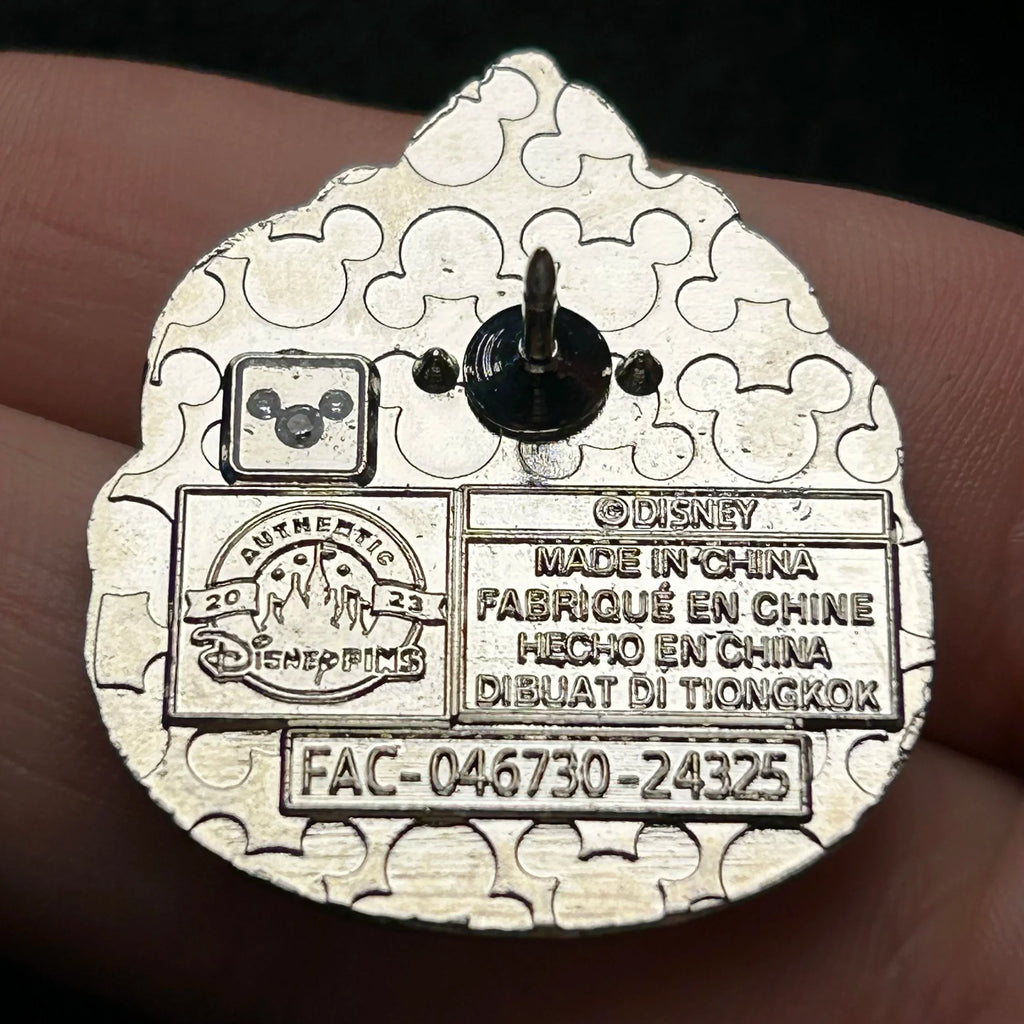 AUTHENTIC
20 23
Disney PINS
©DISNEY
MADE IN CHINA
FABRIQUÉ EN CHINE
HECHO EN CHINA
DIBUAT DI TIONGKOK
FAC-046730-24325